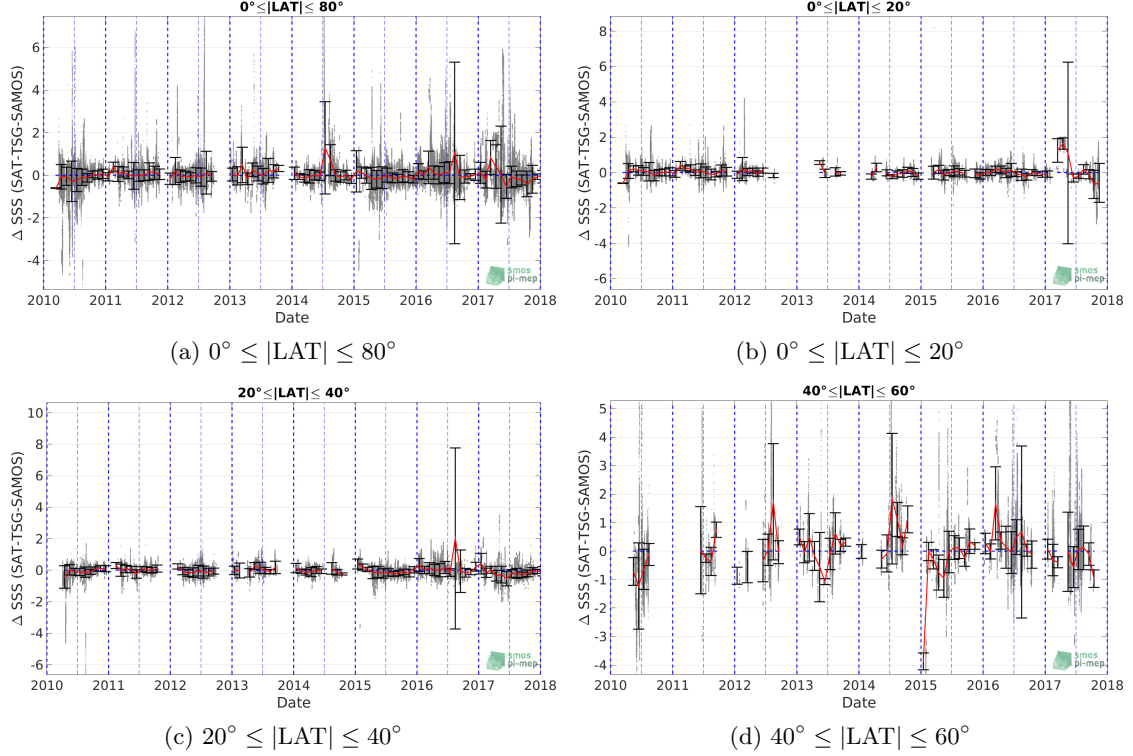 0°≤|LAT|≤ 80°
Δ SSS (SAT-TSG-SAMOS)
6
4
2
0
-2
-4
2010 2011 2012 2013 2014 2015 2016 2017 2018
Date
smos
pi-mep
(a) 0° ≤ |LAT| ≤ 80°
0°≤|LAT|≤ 20°
Δ SSS (SAT-TSG-SAMOS)
8
6
4
2
0
-2
-4
-6
2010 2011 2012 2013 2014 2015 2016 2017 2018
Date
smos
pi-mep
(b) 0° ≤ |LAT| ≤ 20°
20°≤|LAT|≤ 40°
Δ SSS (SAT-TSG-SAMOS)
10
8
6
4
2
0
-2
-4
-6
2010 2011 2012 2013 2014 2015 2016 2017 2018
Date
smos
pi-mep
(c) 20° ≤ |LAT| ≤ 40°
40°≤|LAT|≤ 60°
Δ SSS (SAT-TSG-SAMOS)
5
4
3
2
1
0
-1
-2
-3
-4
2010 2011 2012 2013 2014 2015 2016 2017 2018
Date
smos
pi-mep
(d) 40° ≤ |LAT| ≤ 60°